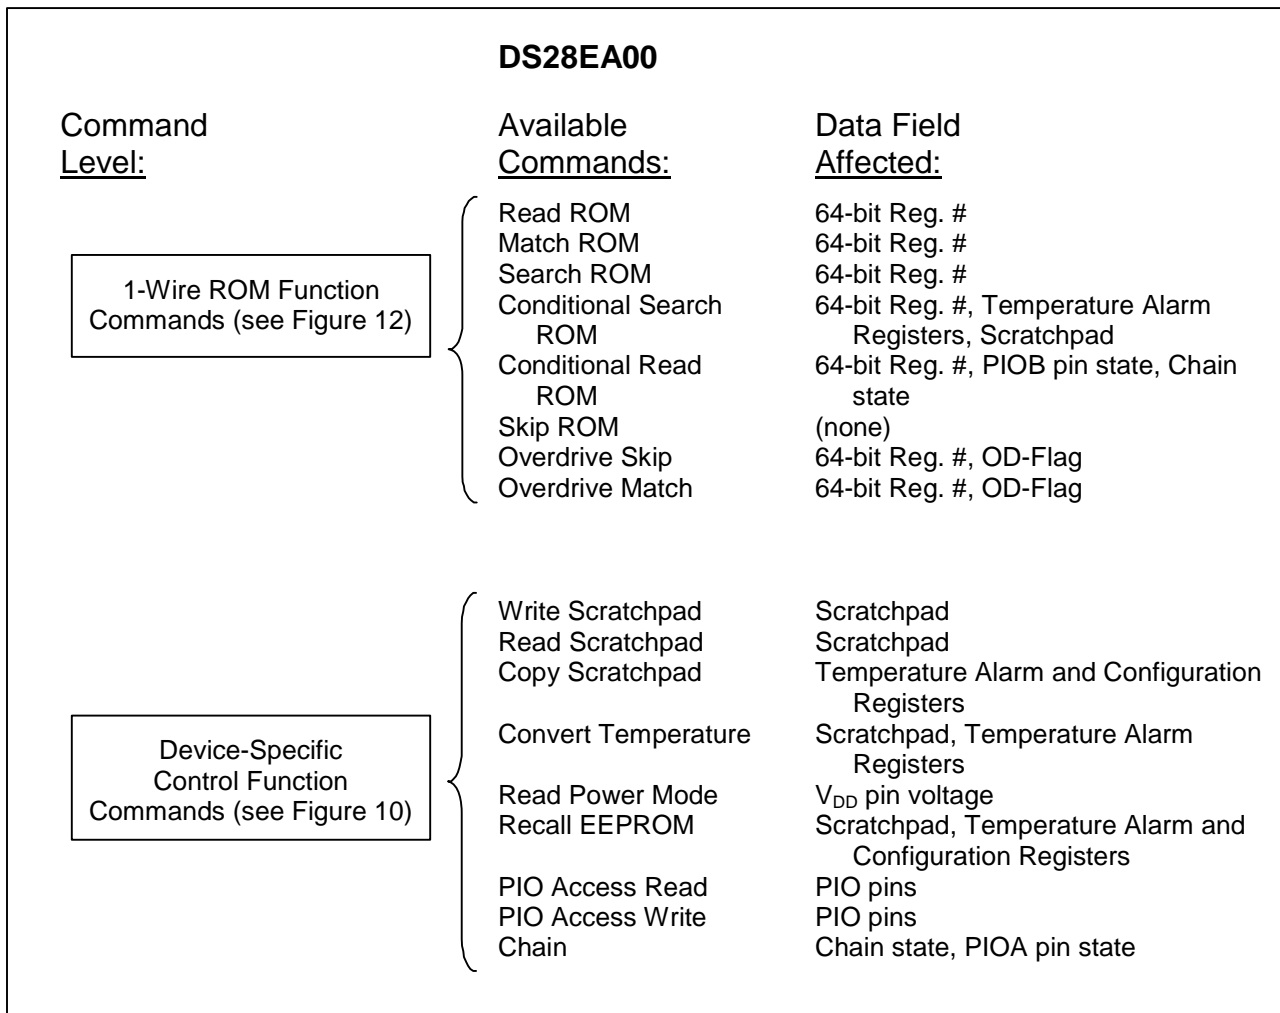 DS28EA00
Command Available Data Field
Level: Commands: Affected:
Read ROM 64-bit Reg. #
Match ROM 64-bit Reg. #
Search ROM 64-bit Reg. #
1-Wire ROM Function
Commands (see Figure 12)
Conditional Search 64-bit Reg. #, Temperature Alarm
ROM Registers, Scratchpad
Conditional Read 64-bit Reg. #, PIOB pin state, Chain
ROM state
Skip ROM (none)
Overdrive Skip 64-bit Reg. #, OD-Flag
Overdrive Match 64-bit Reg. #, OD-Flag
Write Scratchpad Scratchpad
Read Scratchpad Scratchpad
Copy Scratchpad Temperature Alarm and Configuration
Registers
Device-Specific
Control Function
Commands (see Figure 10)
Convert Temperature Scratchpad, Temperature Alarm
Registers
Read Power Mode VDD pin voltage
Recall EEPROM Scratchpad, Temperature Alarm and
Configuration Registers
PIO Access Read PIO pins
PIO Access Write PIO pins
Chain Chain state, PIOA pin state